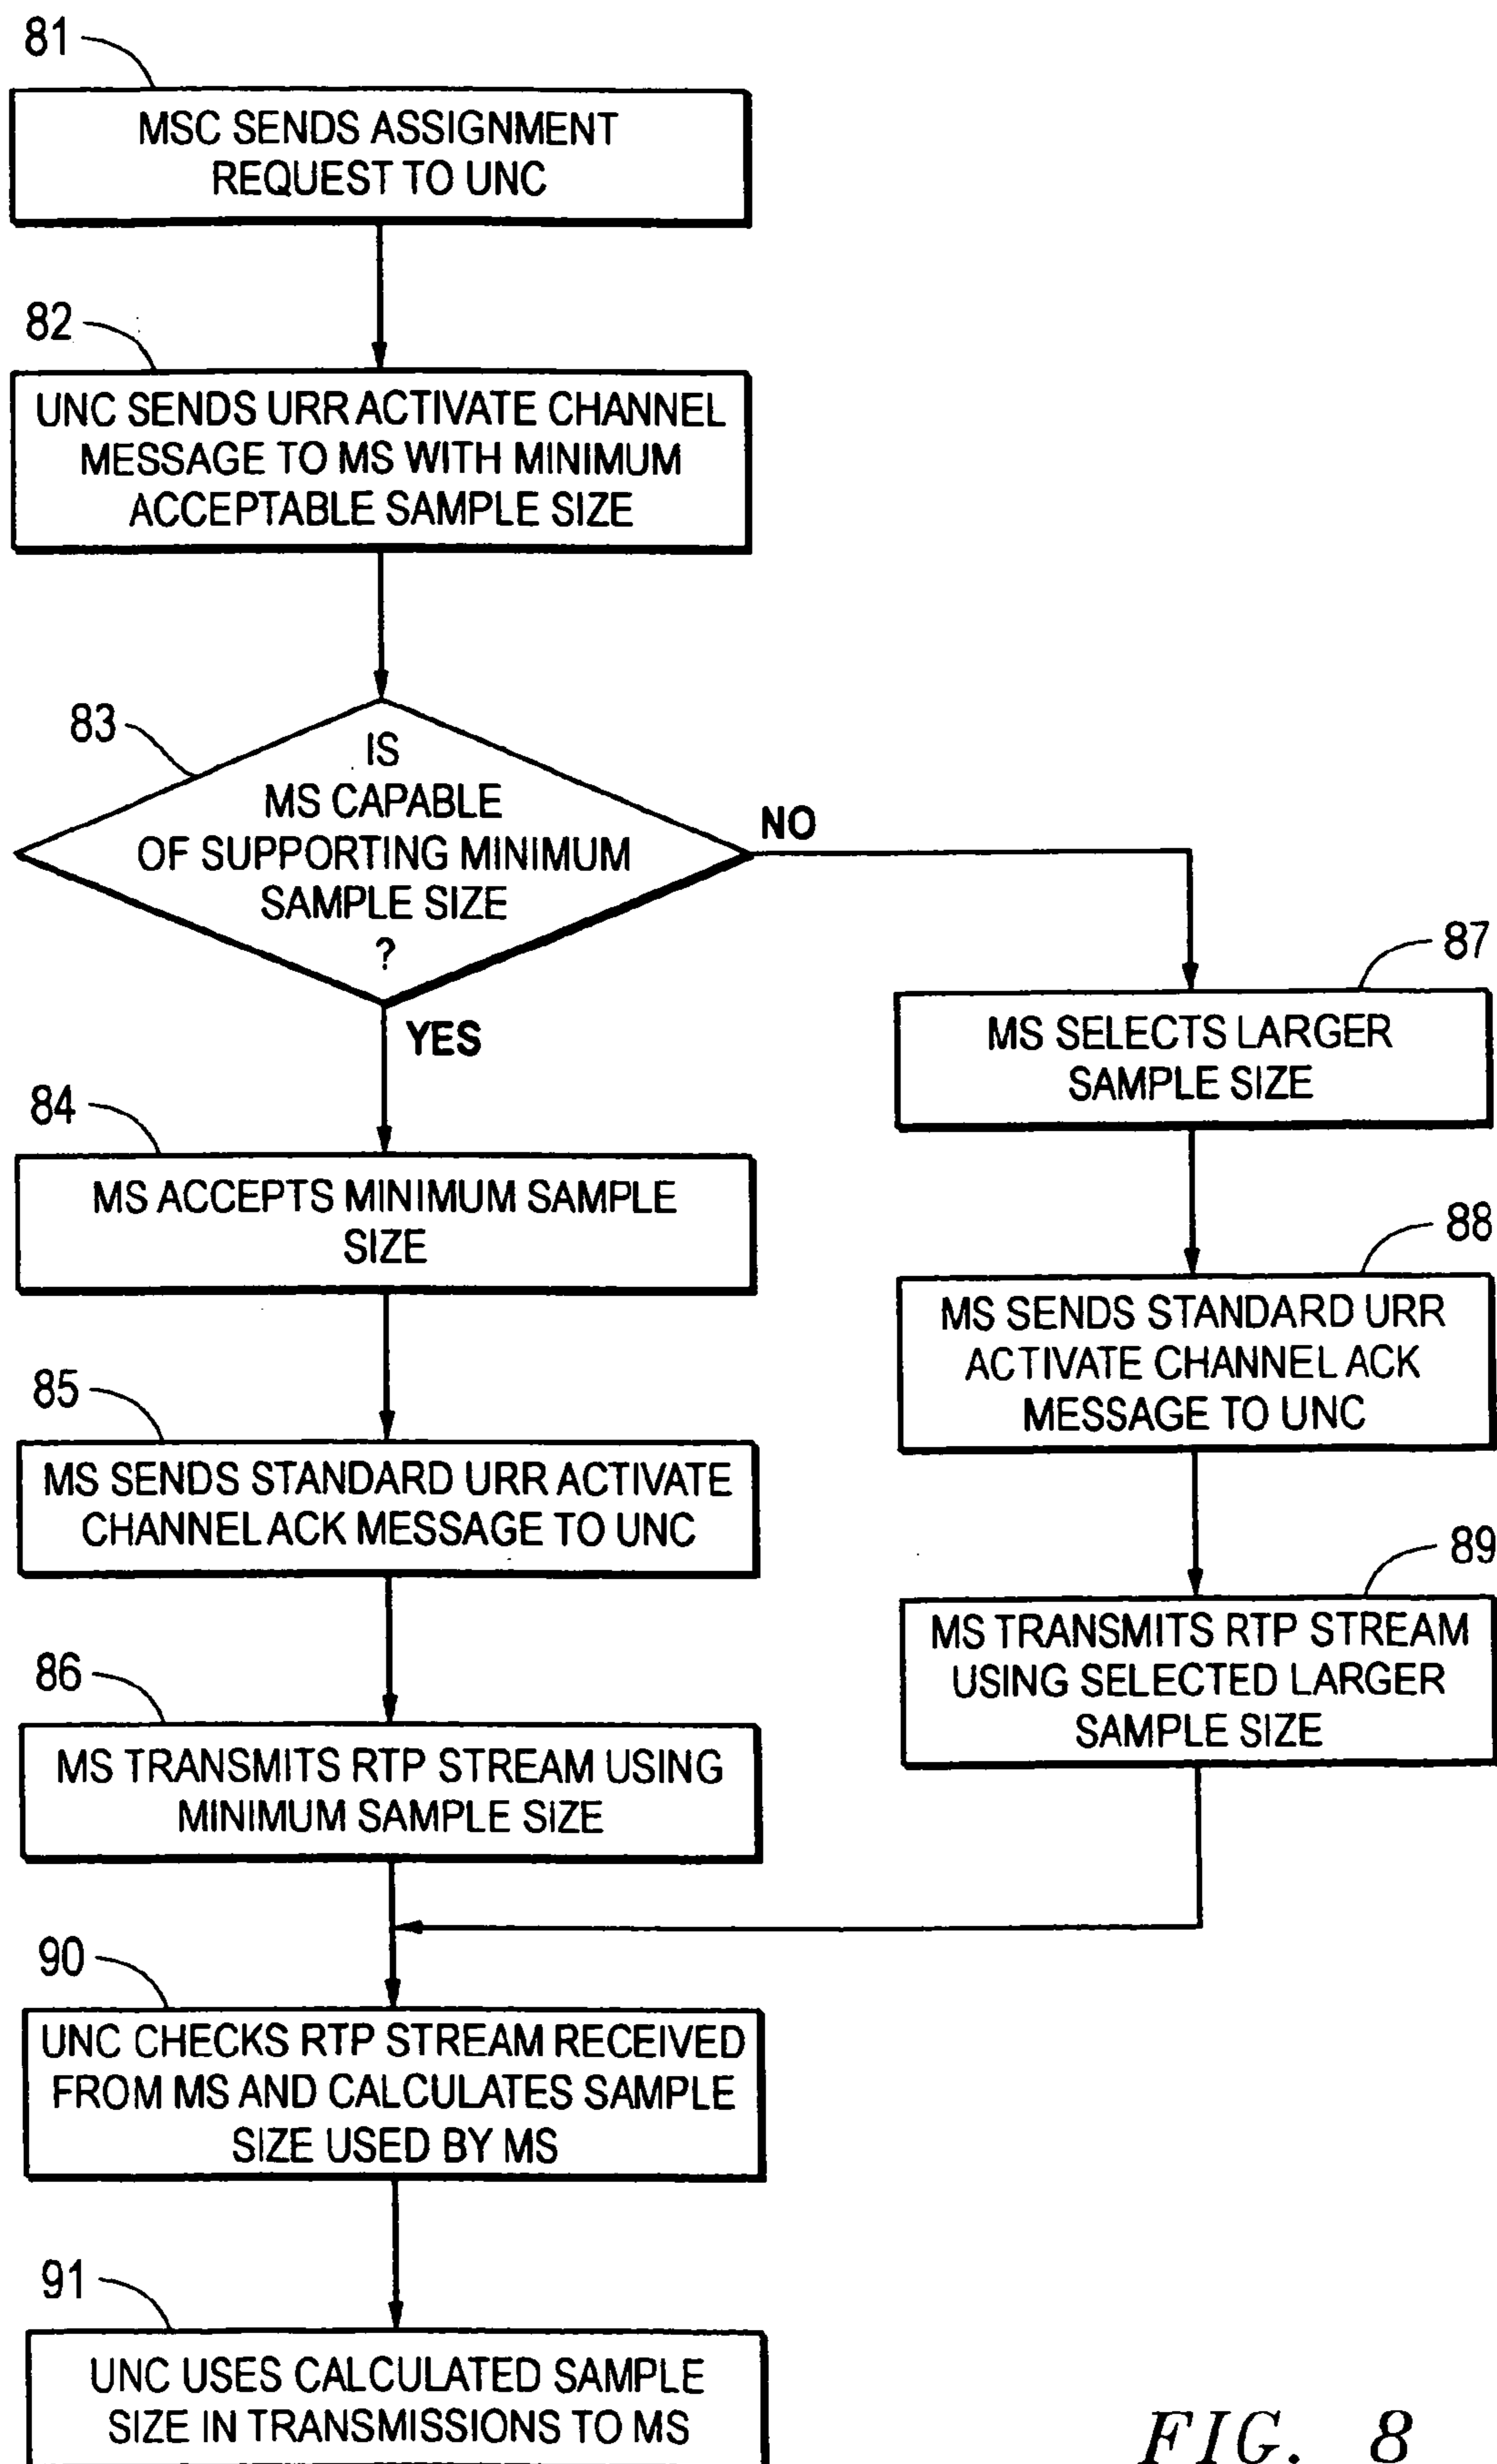 81
MSC SENDS ASSIGNMENT
REQUEST TO UNC
82
UNC SENDS URR ACTIVATE CHANNEL
MESSAGE TO MS WITH MINIMUM
ACCEPTABLE SAMPLE SIZE
83
IS
MS CAPABLE
OF SUPPORTING MINIMUM
SAMPLE SIZE
?
NO
YES
84
MS ACCEPTS MINIMUM SAMPLE
SIZE
85
MS SENDS STANDARD URR ACTIVATE
CHANNEL ACK MESSAGE TO UNC
86
MS TRANSMITS RTP STREAM USING
MINIMUM SAMPLE SIZE
87
MS SELECTS LARGER
SAMPLE SIZE
88
MS SENDS STANDARD URR
ACTIVATE CHANNEL ACK
MESSAGE TO UNC
89
MS TRANSMITS RTP STREAM
USING SELECTED LARGER
SAMPLE SIZE
90
UNC CHECKS RTP STREAM RECEIVED
FROM MS AND CALCULATES SAMPLE
SIZE USED BY MS
91
UNC USES CALCULATED SAMPLE
SIZE IN TRANSMISSIONS TO MS
FIG. 8